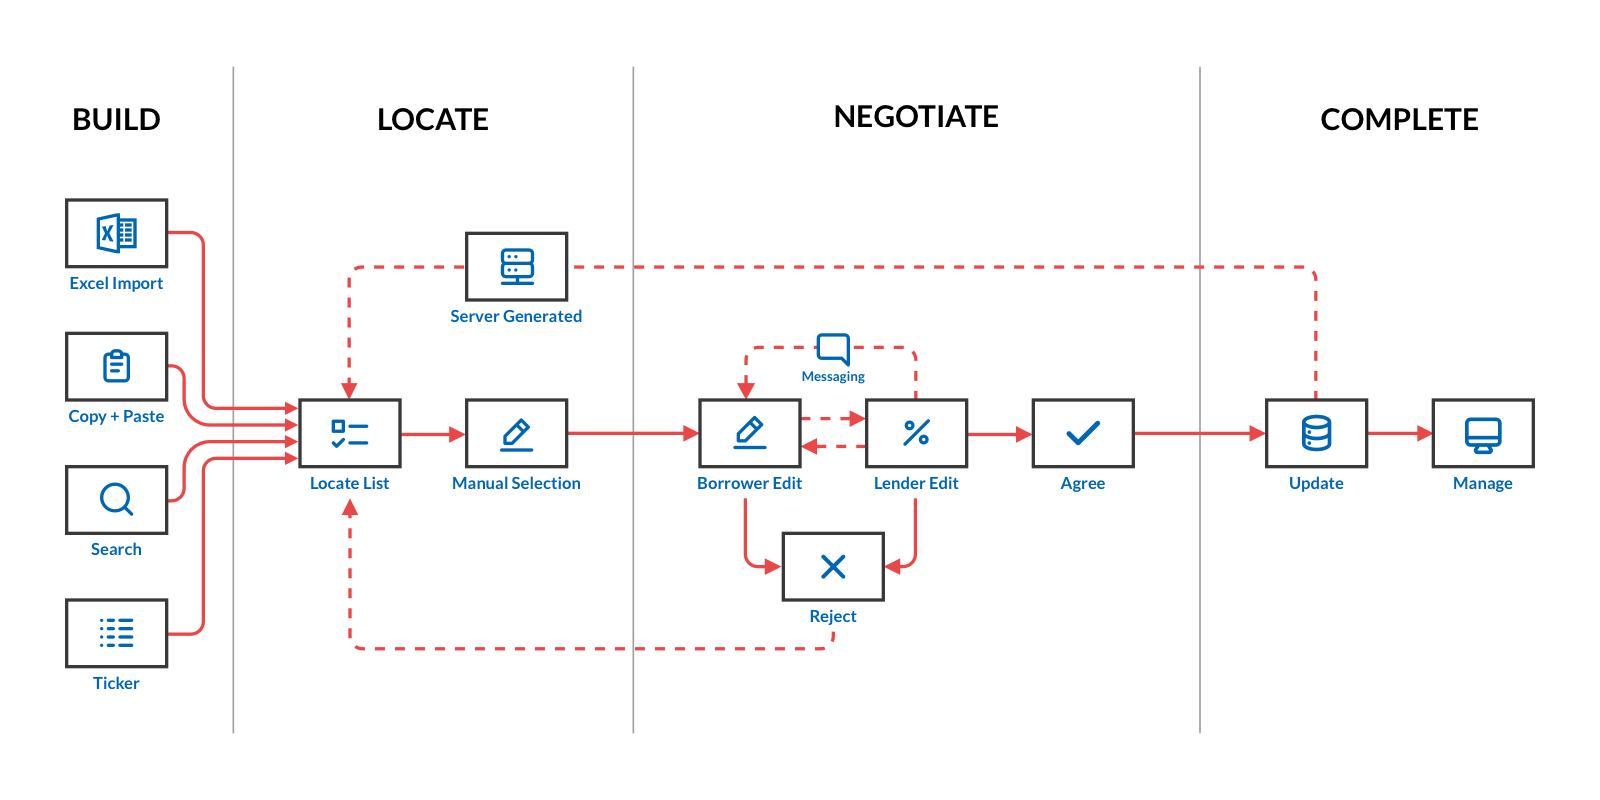 BUILD
LOCATE
NEGOTIATE
COMPLETE
Excel Import
Server Generated
Messaging
Copy + Paste
Locate List
Manual Selection
Borrower Edit
Lender Edit
Agree
Update
Manage
Search
Reject
Ticker